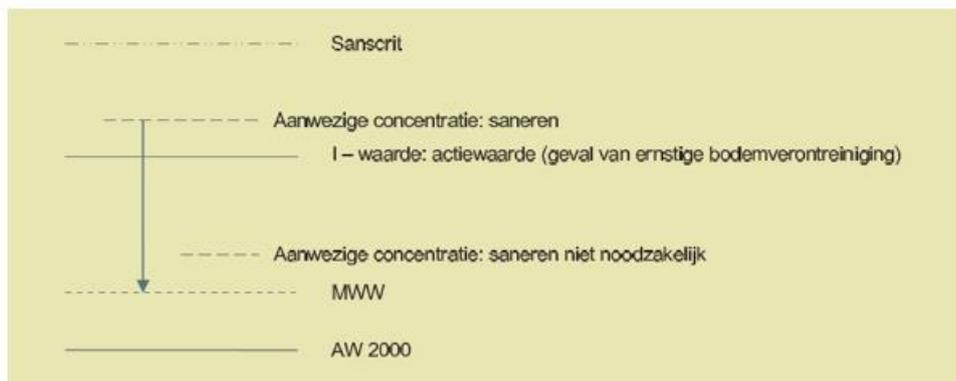 Sanscrit
Aanwezige concentratie: saneren
I – waarde: actiewaarde (geval van ernstige bodemverontreiniging)
Aanwezige concentratie: saneren niet noodzakelijk
MWW
AW 2000